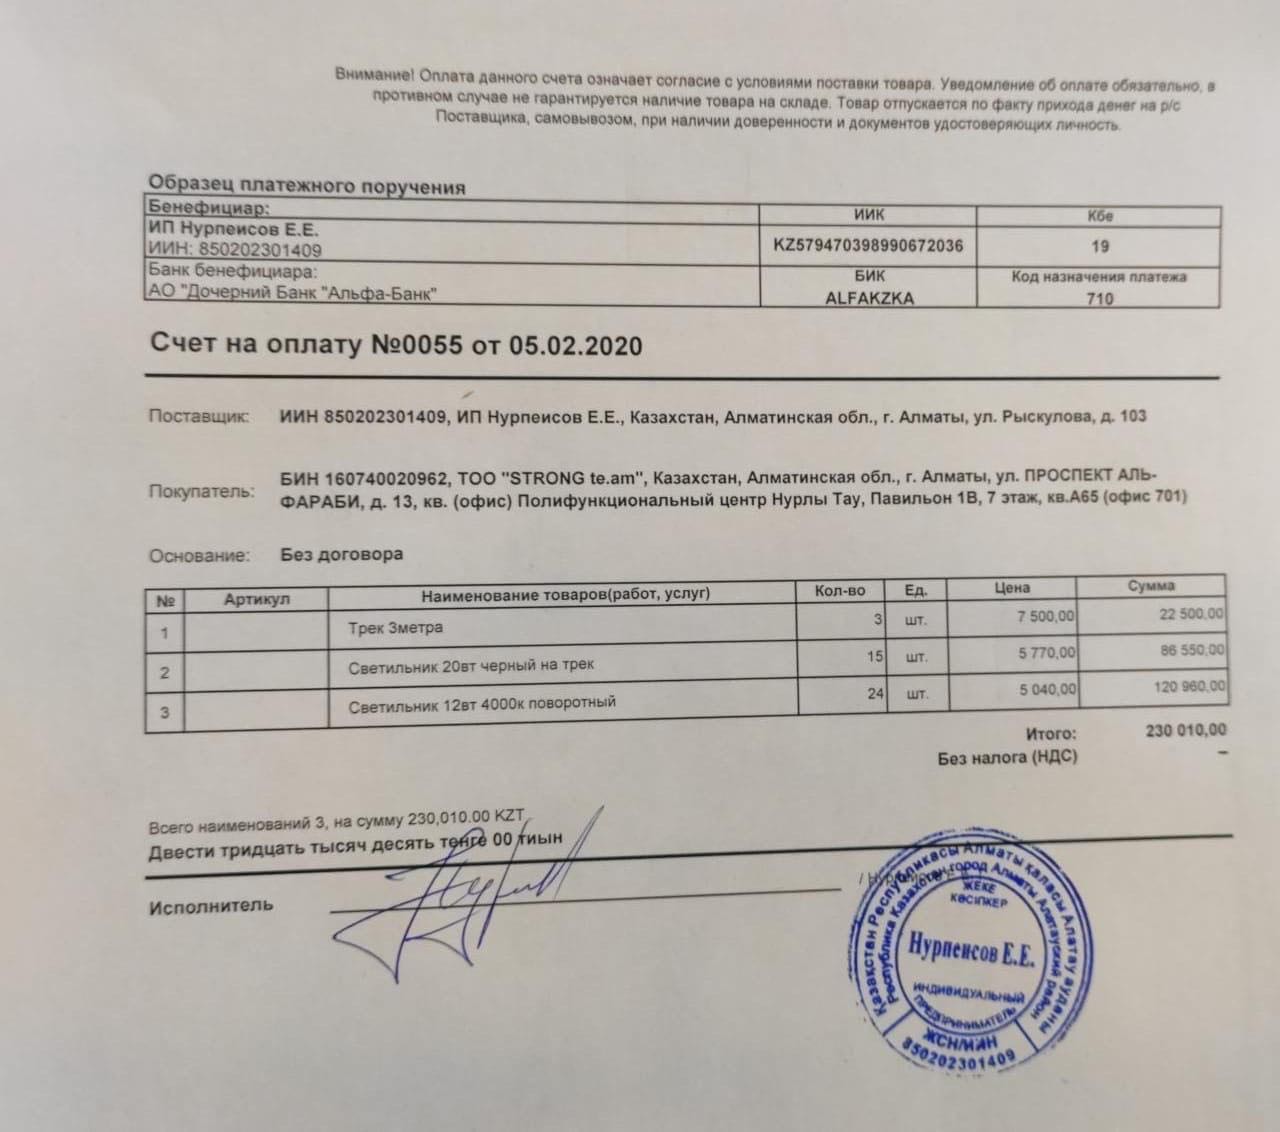 Внимание! Оплата данного счета означает согласие с условиями поставки товара. Уведомление об оплате обязательно, в
противном случае не гарантируется наличие товара на складе. Товар отпускается по факту прихода денег на р/с
Поставщика, самовывозом, при наличии доверенности и документов удостоверяющих личность.
Образец платежного поручения
Бенефициар: ИИК Кбе
ИП Нурпеисов Е.Е.
ИИН: 850202301409 KZ579470398990672036 19
Банк бенефициара: БИК Код назначения платежа
АО "Дочерний Банк "Альфа-Банк" ALFAKZKA 710
Счет на оплату №0055 от 05.02.2020
Поставщик: ИИН 850202301409, ИП Нурпеисов Е.Е., Казахстан, Алматинская обл., г. Алматы, ул. Рыскулова, д. 103
Покупатель: БИН 160740020962, ТОО "STRONG te.am", Казахстан, Алматинская обл., г. Алматы, ул. ПРОСПЕКТ АЛЬ-
ФАРАБИ, д. 13, кв. (офис) Полифункциональный центр Нурлы Тау, Павильон 1В, 7 этаж, кв.А65 (офис 701)
Основание: Без договора
№ Артикул Наименование товаров(работ, услуг) Кол-во Ед. Цена Сумма
1 Трек 3метра 3 шт. 7 500,00 22 500,00
2 Светильник 20вт черный на трек 15 шт. 5 770,00 86 550,00
3 Светильник 12вт 4000к поворотный 24 шт. 5 040,00 120 960,00
Итого: 230 010,00
Без налога (НДС) –
Всего наименований 3, на сумму 230,010.00 KZT
Двести тридцать тысяч десять тенге 00 тиын
Исполнитель
Қазақстан Республикасы Алматы қаласы Алатау ауданы
Республика Казахстан город Алматы Алатауский район
ЖЕКЕ
КӘСІПКЕР
Нурпеисов Е.Е.
ИНДИВИДУАЛЬНЫЙ
ПРЕДПРИНИМАТЕЛЬ
ЖСН/ИИН
850202301409